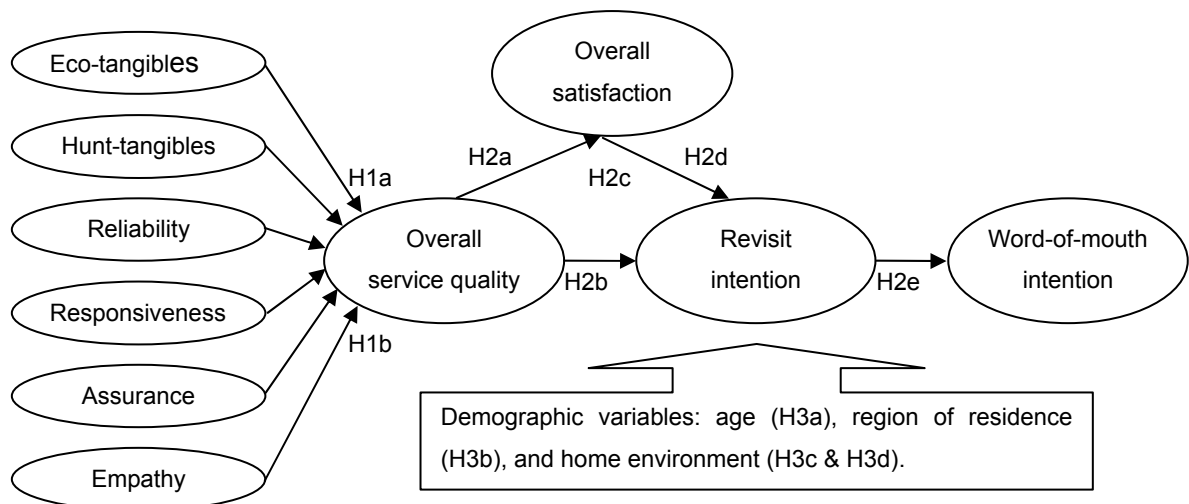 Eco-tangibles
Hunt-tangibles
Reliability
Responsiveness
Assurance
Empathy
H1a
H1b
Overall
service quality
H2a
H2b
Overall
satisfaction
H2c
H2d
Revisit
intention
H2e
Word-of-mouth
intention
Demographic variables: age (H3a), region of residence
(H3b), and home environment (H3c & H3d).